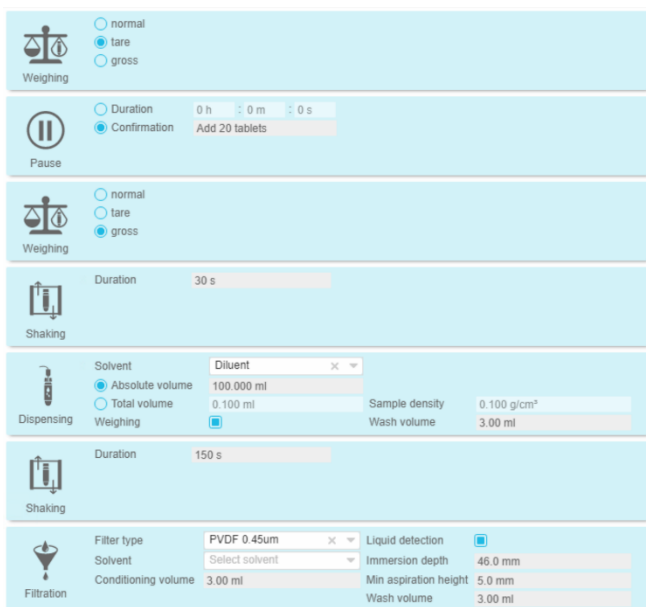 normal
tare
gross
Weighing
Duration 0 h : 0 m : 0 s
Confirmation Add 20 tablets
Pause
normal
tare
gross
Weighing
Duration 30 s
Shaking
Solvent Diluent
Absolute volume 100.000 ml
Total volume 0.100 ml Sample density 0.100 g/cm³
Dispensing Weighing Wash volume 3.00 ml
Duration 150 s
Shaking
Filter type PVDF 0.45um Liquid detection
Solvent Select solvent Immersion depth 46.0 mm
Conditioning volume 3.00 ml Min aspiration height 5.0 mm
Filtration Wash volume 3.00 ml